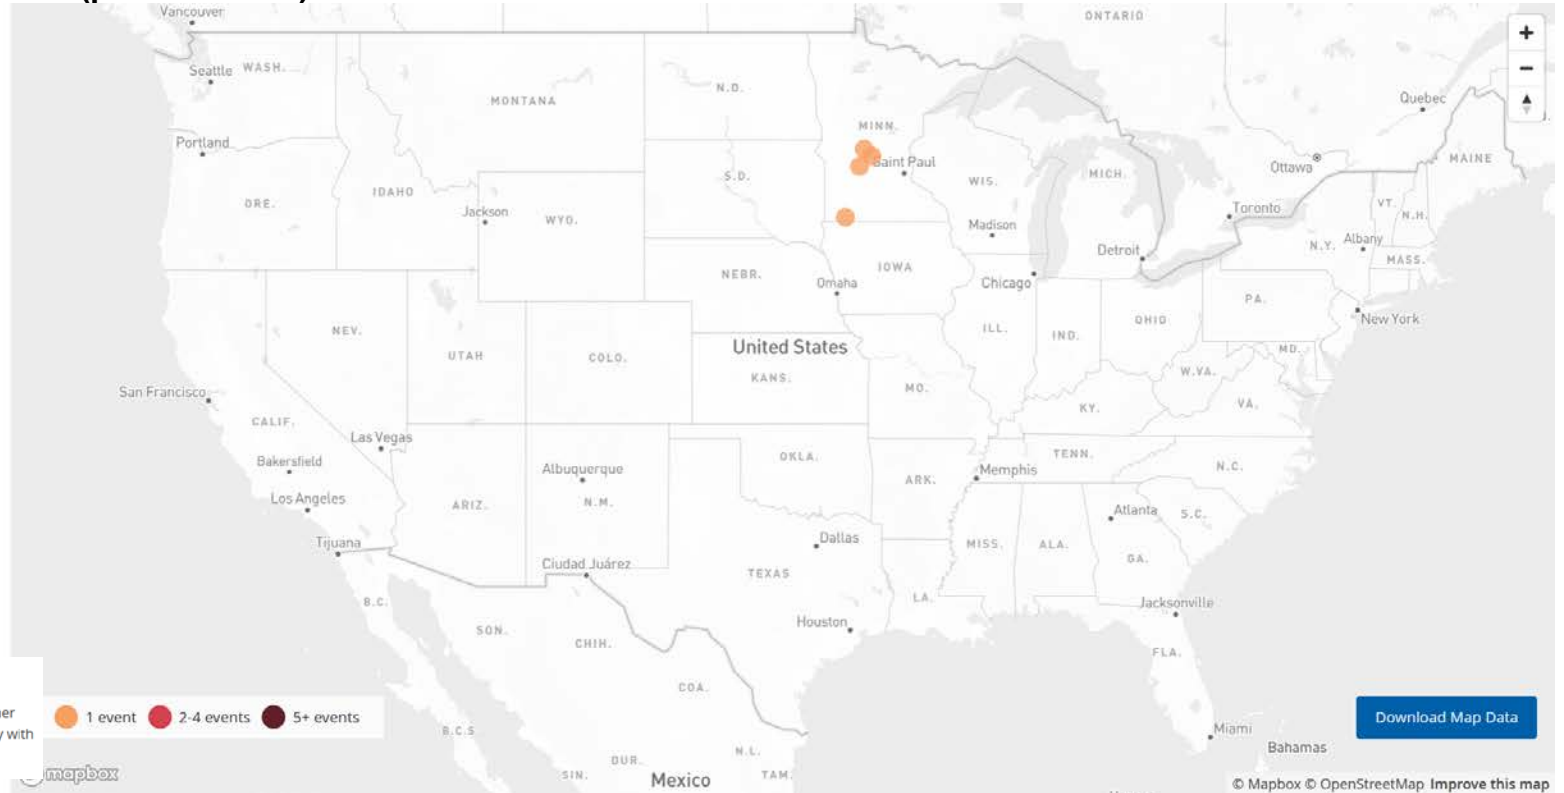 Vancouver
ONTARIO
Seattle
WASH.
MONTANA
N.D.
MINN.
Quebec
Portland
Saint Paul
Ottawa
MAINE
ORE.
IDAHO
Jackson
WYO.
S.D.
WIS.
MICH.
Toronto
VT.
N.H.
Madison
Detroit
N.Y.
Albany
MASS.
NEBR.
IOWA
Omaha
Chicago
PA.
New York
NEV.
UTAH
COLO.
United States
KANS.
ILL.
IND.
OHIO
MD.
W.VA.
VA.
MO.
KY.
San Francisco
CALIF.
Las Vegas
Bakersfield
Los Angeles
Tijuana
ARIZ.
Albuquerque
N.M.
OKLA.
ARK.
Memphis
TENN.
N.C.
Atlanta
S.C.
Dallas
MISS.
ALA.
GA.
Ciudad Juárez
TEXAS
LA.
Jacksonville
Houston
B.C.
SON.
CHIH.
COA.
FLA.
1 event
2-4 events
5+ events
B.C.S
N.L.
DUR.
SIN.
TAM.
Mexico
Miami
Bahamas
Download Map Data
with
mapbox
© Mapbox © OpenStreetMap Improve this map